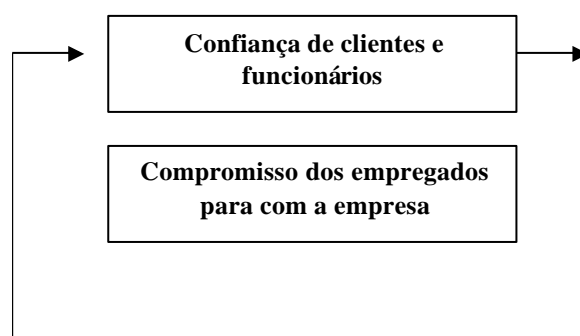 Confiança de clientes e
funcionários
Compromisso dos empregados
para com a empresa